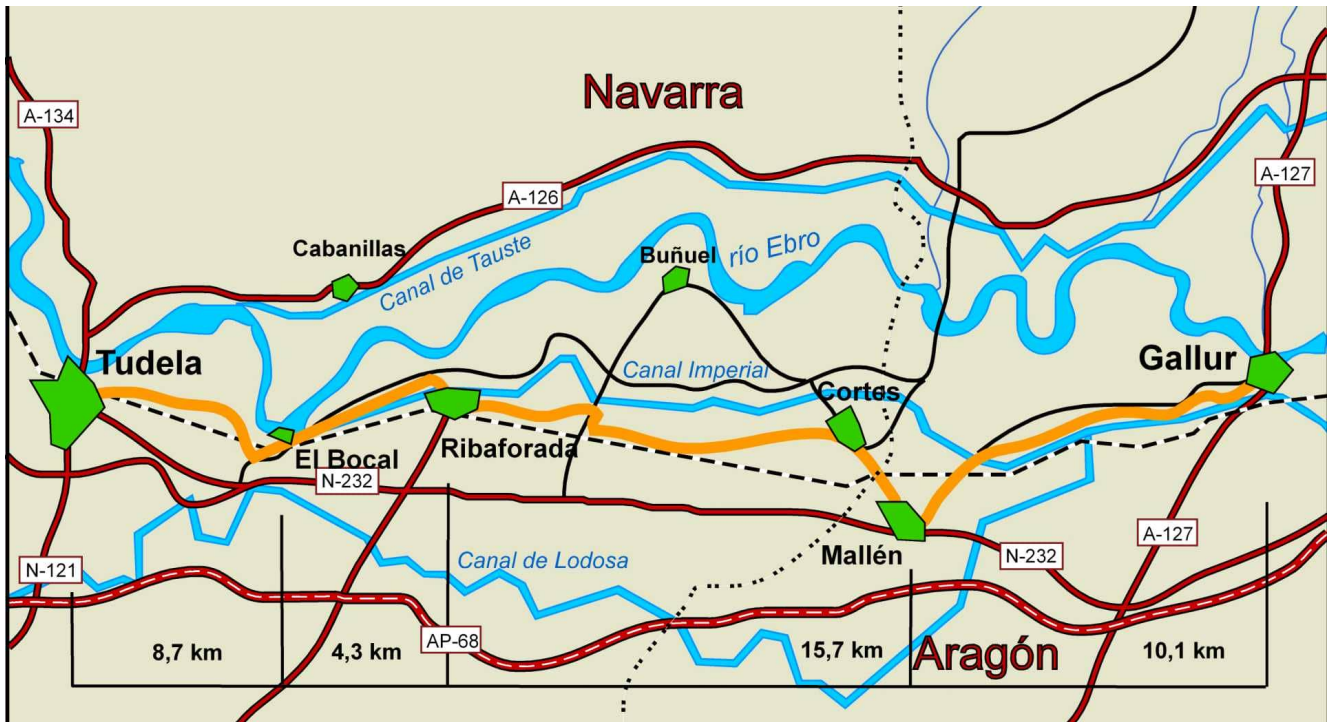 Navarra
A-134
A-127
A-126
Cabanillas
Canal de Tauste
Buñuel
río Ebro
Tudela
Gallur
Canal Imperial
Cortes
Ribaforada
El Bocal
N-232
Mallén
N-232
A-127
Canal de Lodosa
N-121
AP-68
8,7 km
4,3 km
15,7 km
Aragón
10,1 km